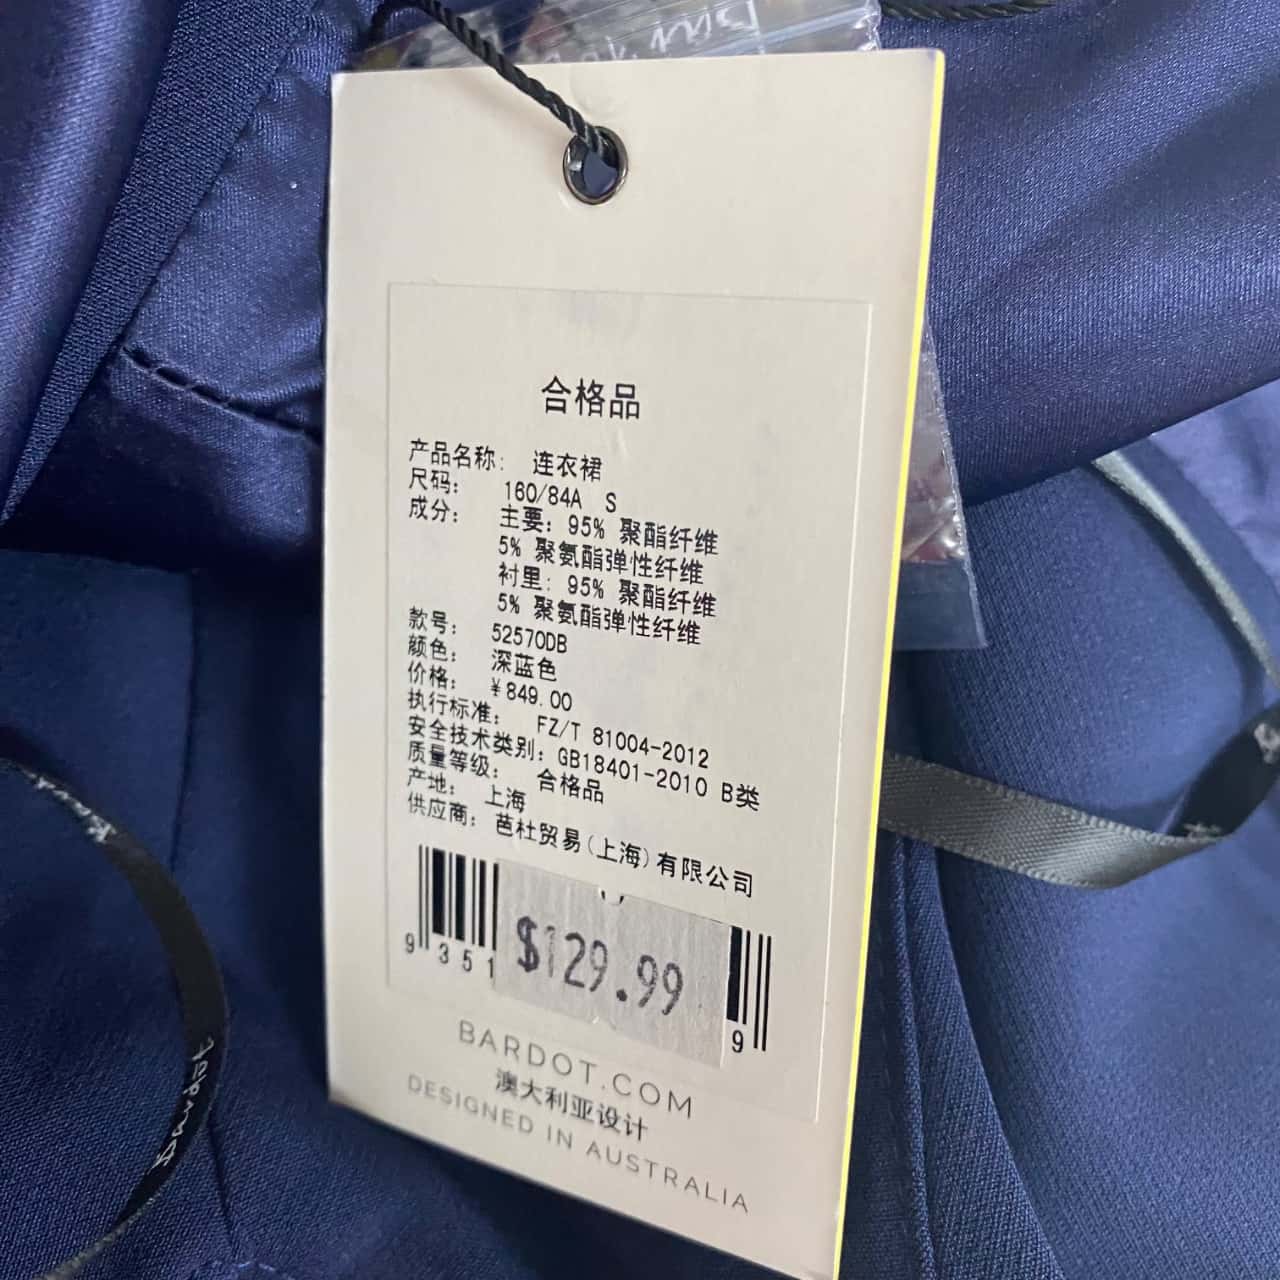 合格品
产品名称: 连衣裙
尺码: 160/84A S
成分: 主要: 95% 聚酯纤维
5% 聚氨酯弹性纤维
衬里: 95% 聚酯纤维
5% 聚氨酯弹性纤维
款号: 52570DB
颜色: 深蓝色
价格: ¥849.00
执行标准: FZ/T 81004-2012
安全技术类别: GB18401-2010 B类
质量等级: 合格品
产地: 上海
供应商: 芭杜贸易(上海)有限公司
9 351 9
$129.99
BARDOT.COM
澳大利亚设计
DESIGNED IN AUSTRALIA